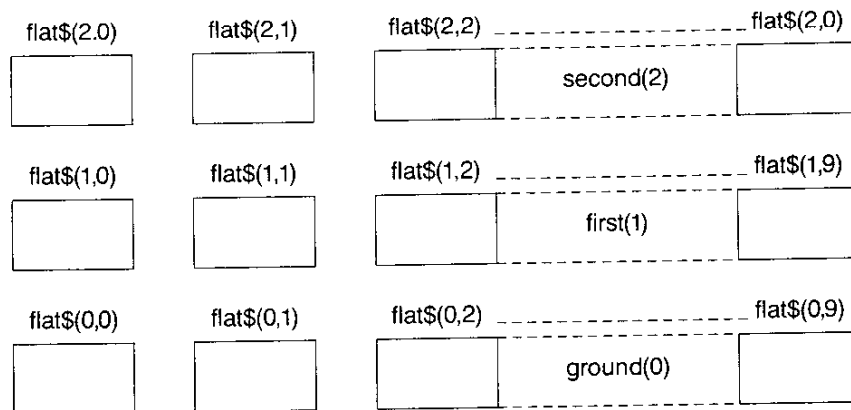 flat$(2.0) flat$(2,1) flat$(2,2) flat$(2,0)
second(2)
flat$(1,0) flat$(1,1) flat$(1,2) flat$(1,9)
first(1)
flat$(0,0) flat$(0,1) flat$(0,2) flat$(0,9)
ground(0)